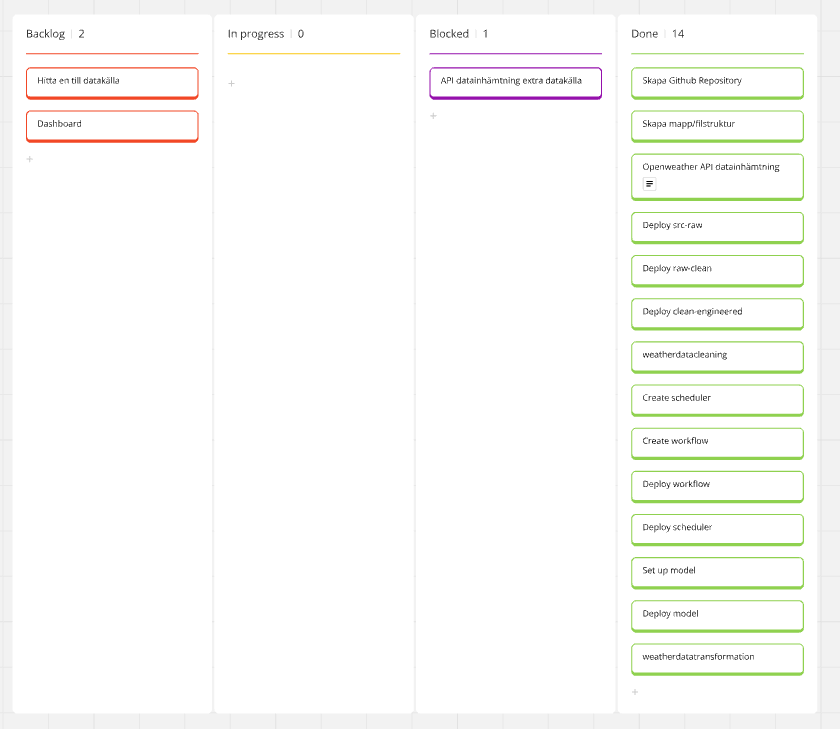 Backlog | 2
Hitta en till datakälla
Dashboard
+
In progress | 0
+
Blocked | 1
API datainhämtning extra datakälla
+
Done | 14
Skapa Github Repository
Skapa mapp/filstruktur
Openweather API datainhämtning
Deploy src-raw
Deploy raw-clean
Deploy clean-engineered
weatherdatacleaning
Create scheduler
Create workflow
Deploy workflow
Deploy scheduler
Set up model
Deploy model
weatherdatatransformation
+